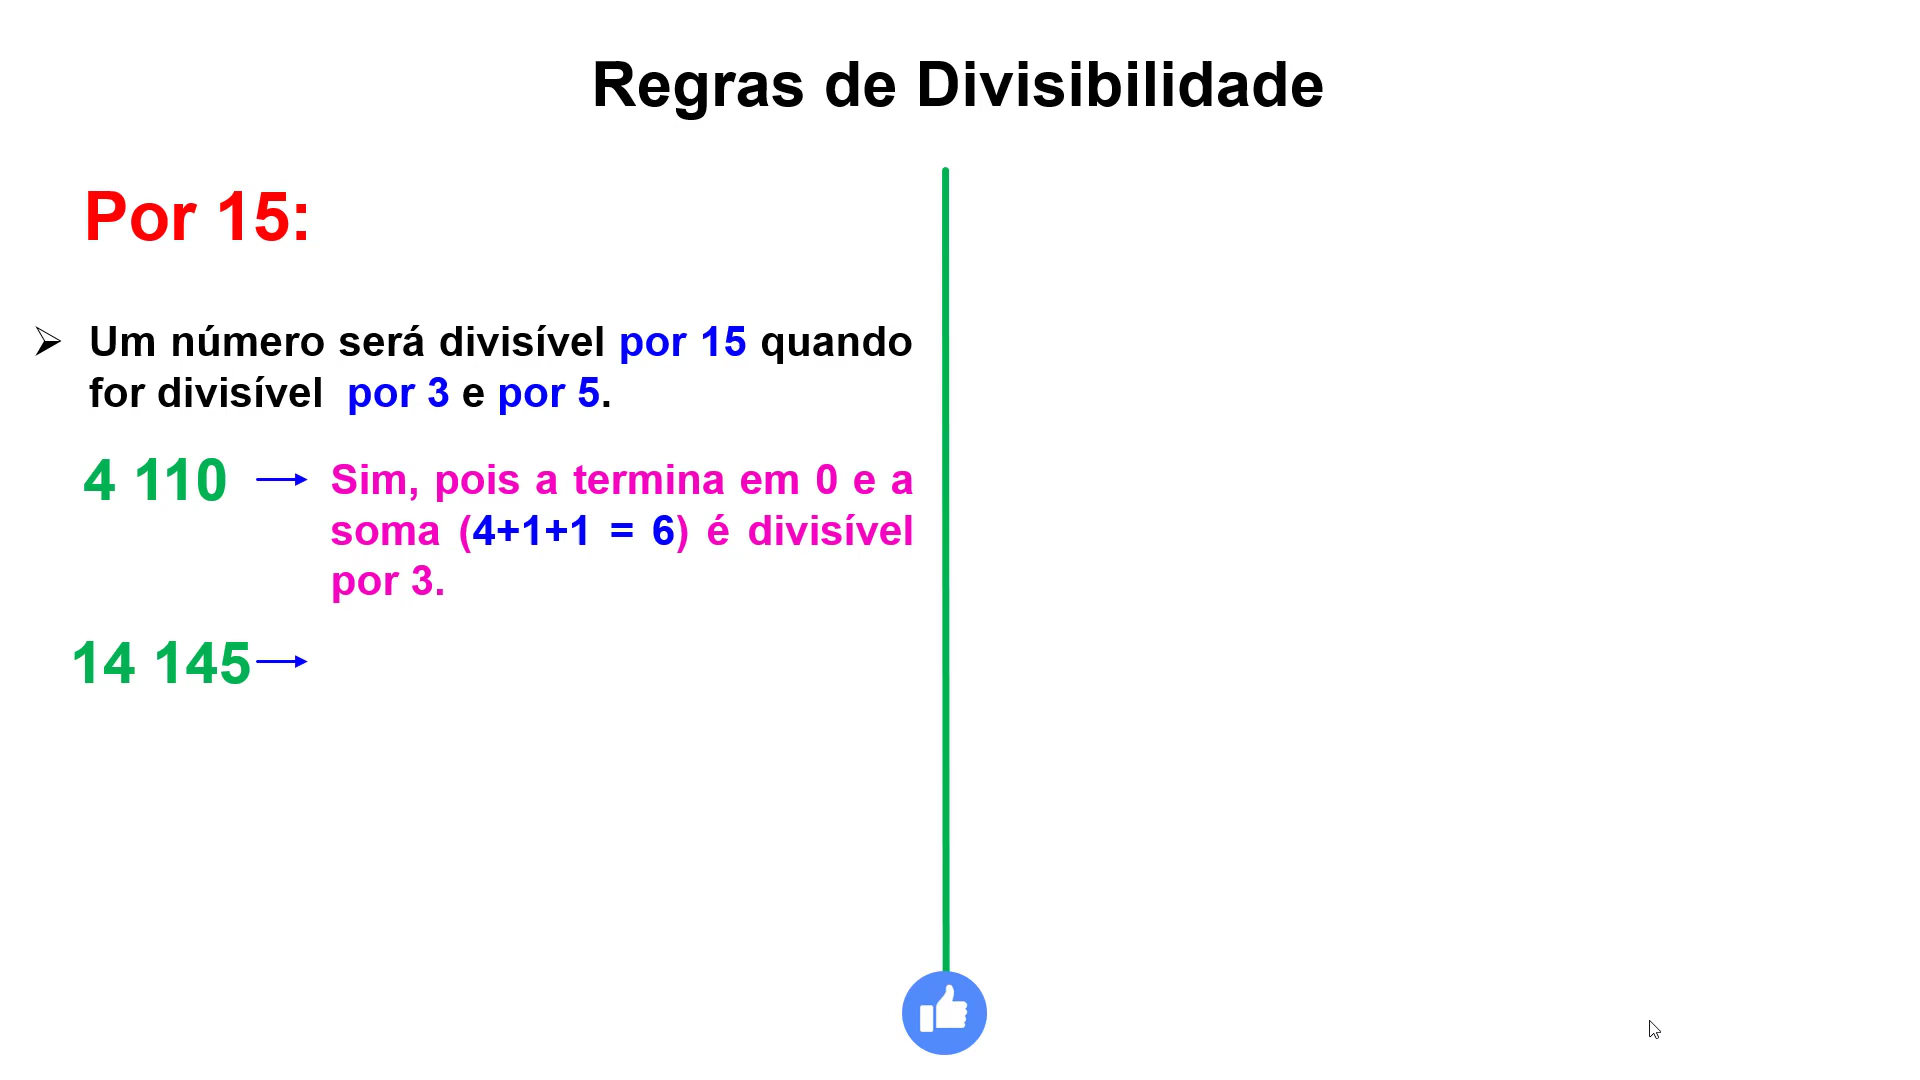 Regras de Divisibilidade
Por 15:
Um número será divisível por 15 quando
for divisível por 3 e por 5.
4 110
Sim, pois a termina em 0 e a
soma (4+1+1 = 6) é divisível
por 3.
14 145